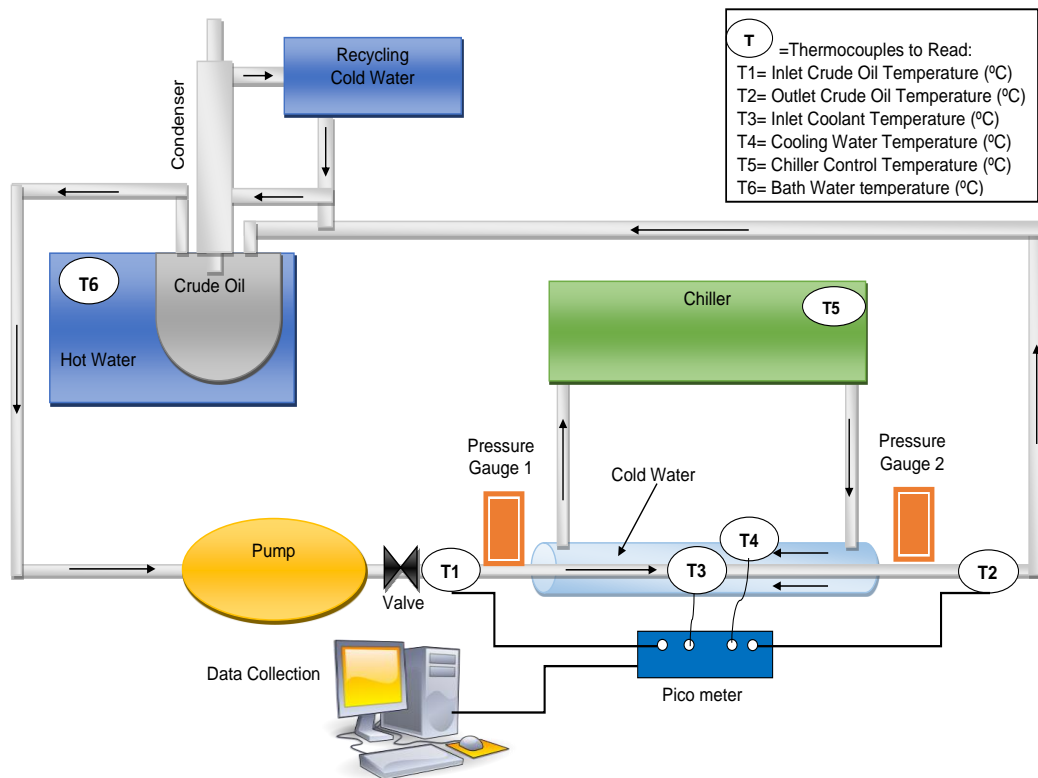 Recycling
Cold Water
Condenser
T
=Thermocouples to Read:
T1= Inlet Crude Oil Temperature (ºC)
T2= Outlet Crude Oil Temperature (ºC)
T3= Inlet Coolant Temperature (ºC)
T4= Cooling Water Temperature (ºC)
T5= Chiller Control Temperature (ºC)
T6= Bath Water temperature (ºC)
T6
Crude Oil
Hot Water
Chiller
T5
Pressure
Gauge 1
Cold Water
Pressure
Gauge 2
Pump
Valve
T1
T3
T4
T2
Data Collection
Pico meter